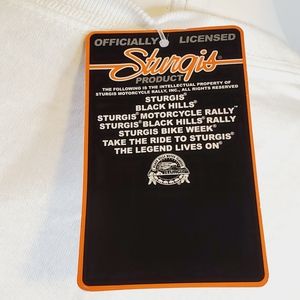 OFFICIALLY LICENSED
Sturgis®
PRODUCT
THE FOLLOWING IS THE INTELLECTUAL PROPERTY OF
STURGIS MOTORCYCLE RALLY, INC., ALL RIGHTS RESERVED
STURGIS®
BLACK HILLS®
STURGIS® MOTORCYCLE RALLY™
STURGIS® BLACK HILLS® RALLY
STURGIS BIKE WEEK®
TAKE THE RIDE TO STURGIS®
THE LEGEND LIVES ON®